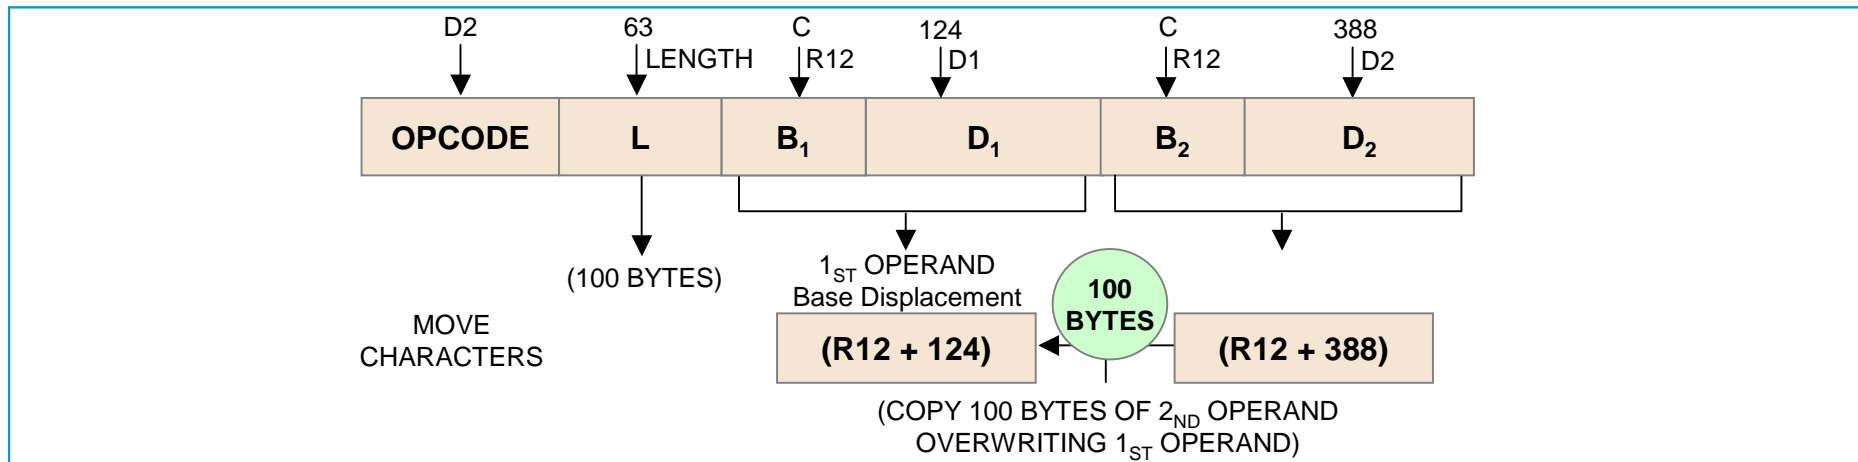 D2 63 C 124 C 388
LENGTH R12 D1 R12 D2
OPCODE L B1 D1 B2 D2
(100 BYTES)
1ST OPERAND
Base Displacement
100
BYTES
MOVE
CHARACTERS
(R12 + 124) (R12 + 388)
(COPY 100 BYTES OF 2ND OPERAND
OVERWRITING 1ST OPERAND)